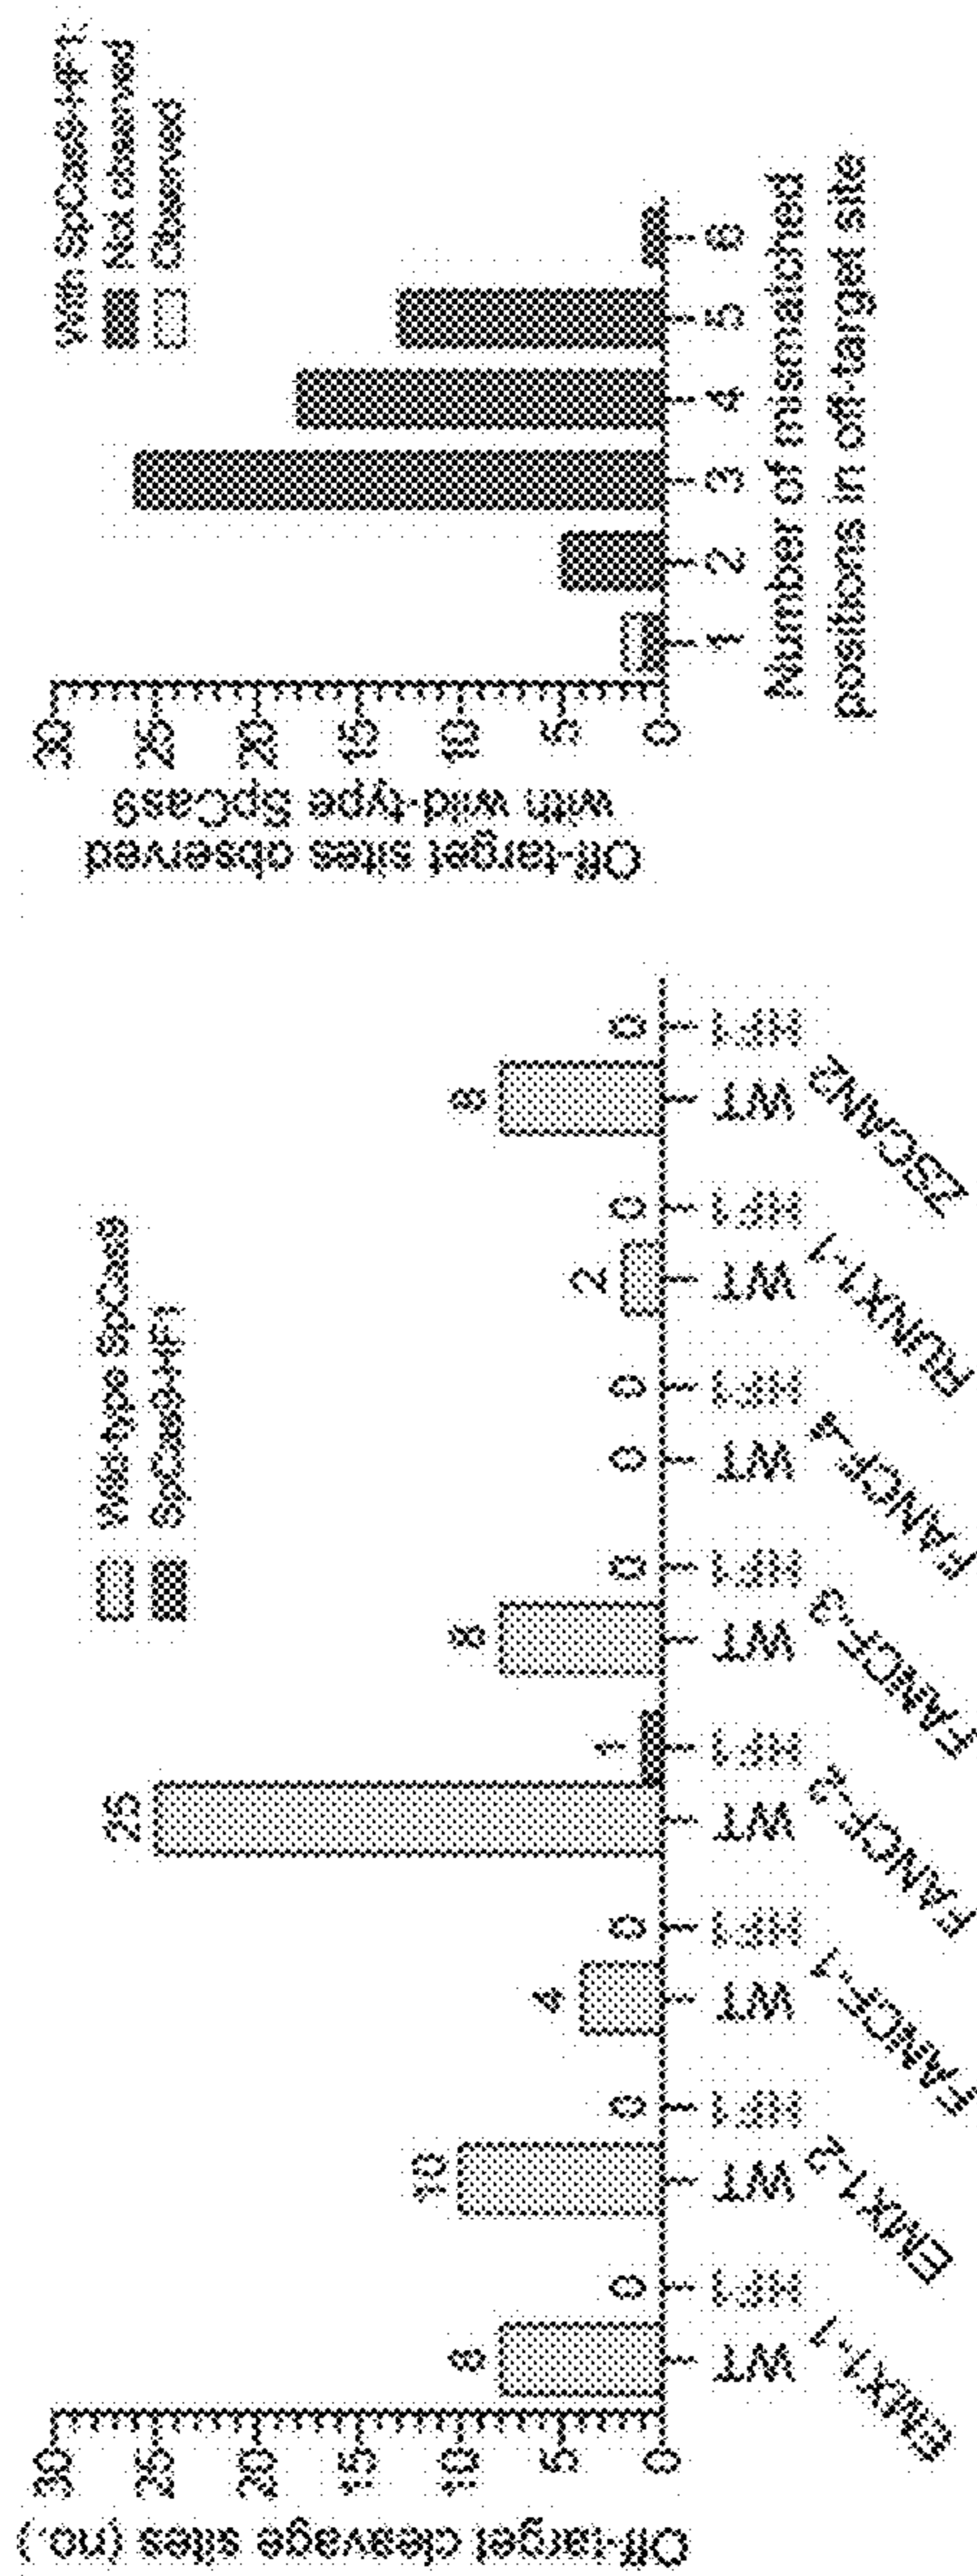 Off-target cleavage sites (no.)
30
25
20
15
10
5
0
Wild-type SpCas9
SpCas9-HF1
8
0
10
0
4
0
25
1
8
0
0
0
2
0
8
0
WT HF1 WT HF1 WT HF1 WT HF1 WT HF1 WT HF1 WT HF1 WT HF1
EMX1-1
EMX1-2
FANCF-1
FANCF-2
FANCF-3
FANCF-4
RUNX1-1
ZSCAN2
Off-target sites observed
with wild-type SpCas9
30
25
20
15
10
5
0
with SpCas9-HF1:
Not observed
Observed
1 2 3 4 5 6
Number of mismatched
positions in off-target site